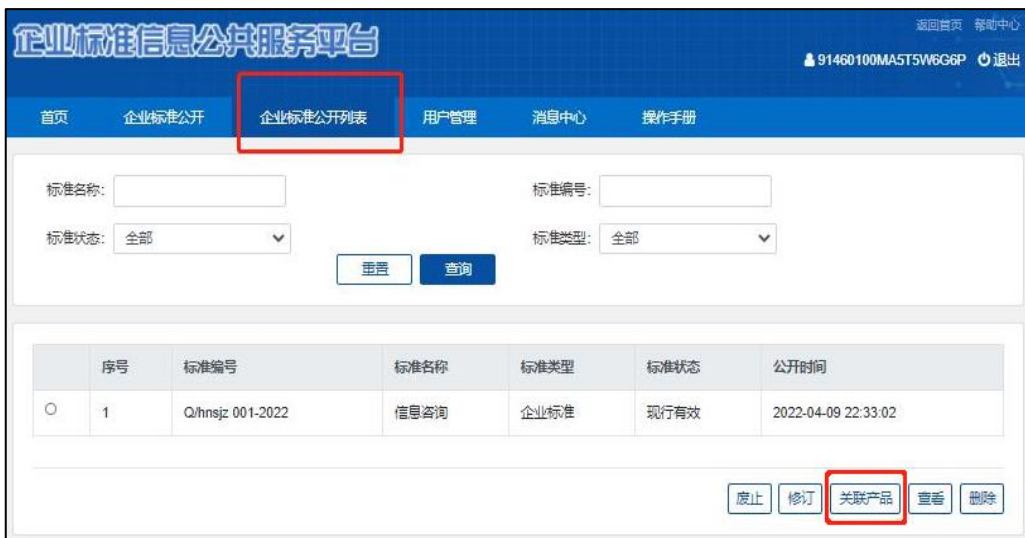 返回首页 帮助中心
企业标准信息公共服务平台
91460100MA5T5W6G6P 退出
首页 企业标准公开 企业标准公开列表 用户管理 消息中心 操作手册
标准名称: 标准编号:
标准状态: 全部 标准类型: 全部
重置 查询
序号 标准编号 标准名称 标准类型 标准状态 公开时间
1 Q/hnsjz 001-2022 信息咨询 企业标准 现行有效 2022-04-09 22:33:02
废止 修订 关联产品 查看 删除